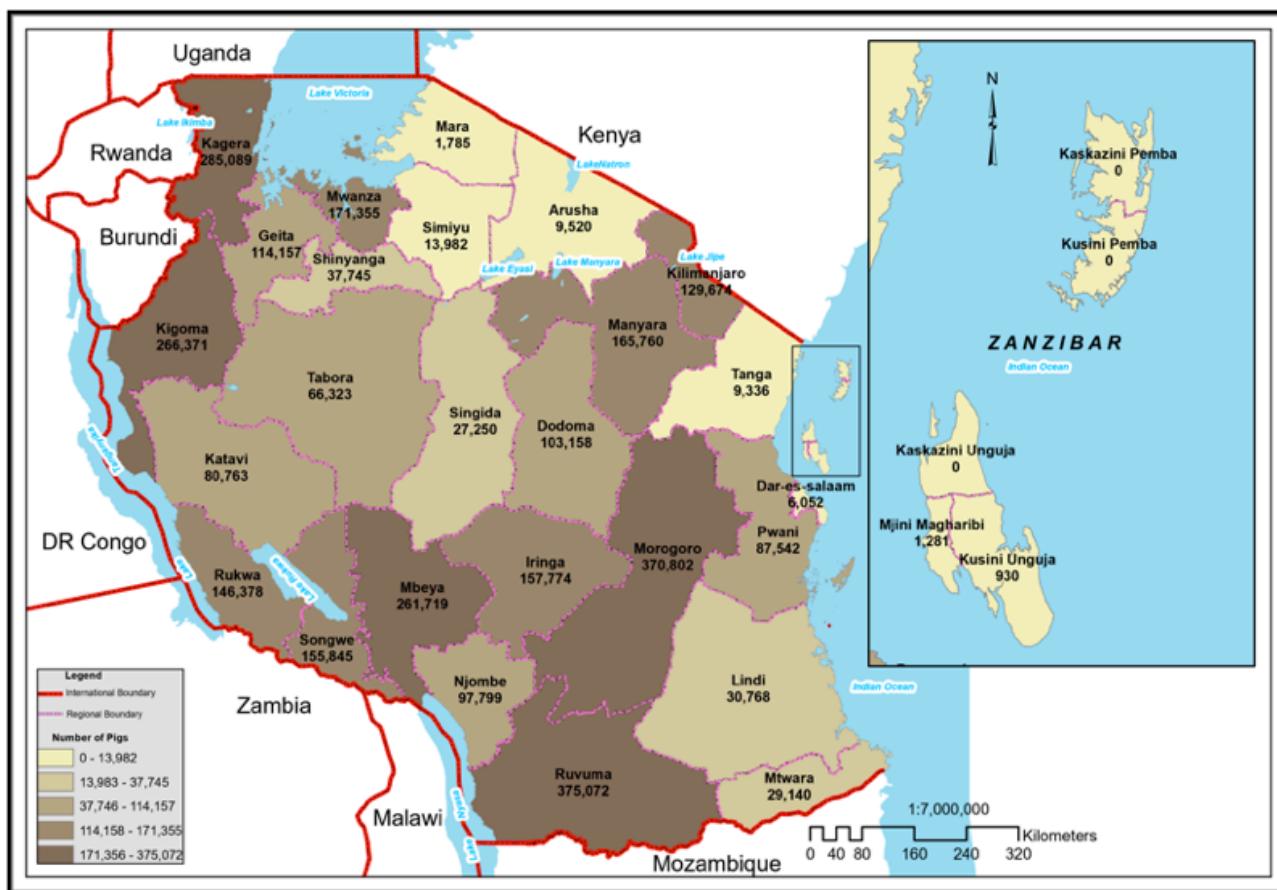 Uganda
Lake Victoria
Lake Ikimba
Rwanda
Burundi
Kenya
Kagera
285,089
Mara
1,785
LakeNatron
Mwanza
171,355
Arusha
9,520
Simiyu
13,982
Geita
114,157
Shinyanga
37,745
Lake Eyasi
Lake Manyara
Lake Jipe
Kilimanjaro
129,674
Kigoma
266,371
Manyara
165,760
Tabora
66,323
Tanga
9,336
Singida
27,250
Dodoma
103,158
Katavi
80,763
Tanganyika
Lake
DR Congo
Dar-es-salaam
6,052
Pwani
87,542
Morogoro
370,802
Iringa
157,774
Rukwa
146,378
Lake Rukwa
Mbeya
261,719
Songwe
155,845
Zambia
Njombe
97,799
Lindi
30,768
Indian Ocean
Ruvuma
375,072
Mtwara
29,140
Malawi
Nyasa
Lake
Mozambique
N
Kaskazini Pemba
0
Kusini Pemba
0
ZANZIBAR
Indian Ocean
Kaskazini Unguja
0
Mjini Magharibi
1,281
Kusini Unguja
930
Legend
International Boundary
Regional Boundary
Number of Pigs
0 - 13,982
13,983 - 37,745
37,746 - 114,157
114,158 - 171,355
171,356 - 375,072
1:7,000,000
Kilometers
0 40 80 160 240 320